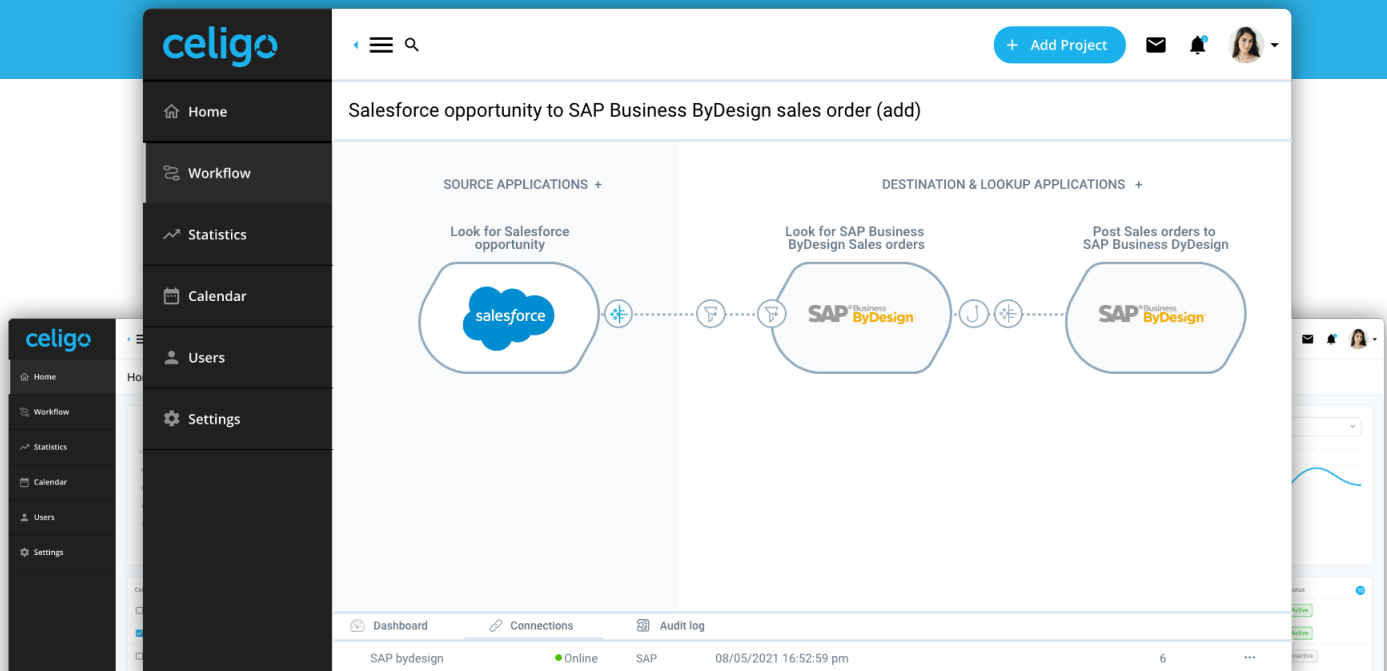 celigo
Add Project
Home
Workflow
Statistics
Calendar
Users
Settings
Salesforce opportunity to SAP Business ByDesign sales order (add)
SOURCE APPLICATIONS +
DESTINATION & LOOKUP APPLICATIONS +
Look for Salesforce
opportunity
Look for SAP Business
ByDesign Sales orders
Post Sales orders to
SAP Business DyDesign
salesforce
SAP Business
ByDesign
SAP Business
ByDesign
Dashboard
Connections
Audit log
SAP bydesign
Online
SAP
08/05/2021 16:52:59 pm
6
celigo
Home
Workflow
Statistics
Calendar
Users
Settings
Active
Active